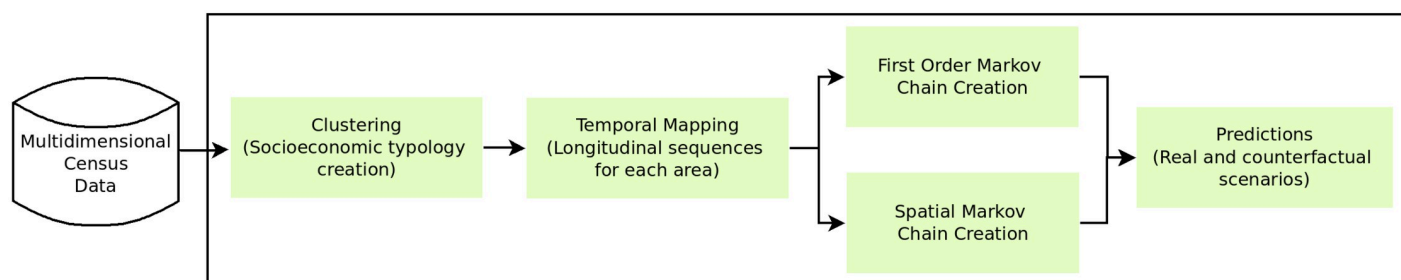 Multidimensional
Census
Data
Clustering
(Socioeconomic typology
creation)
Temporal Mapping
(Longitudinal sequences
for each area)
First Order Markov
Chain Creation
Spatial Markov
Chain Creation
Predictions
(Real and counterfactual
scenarios)